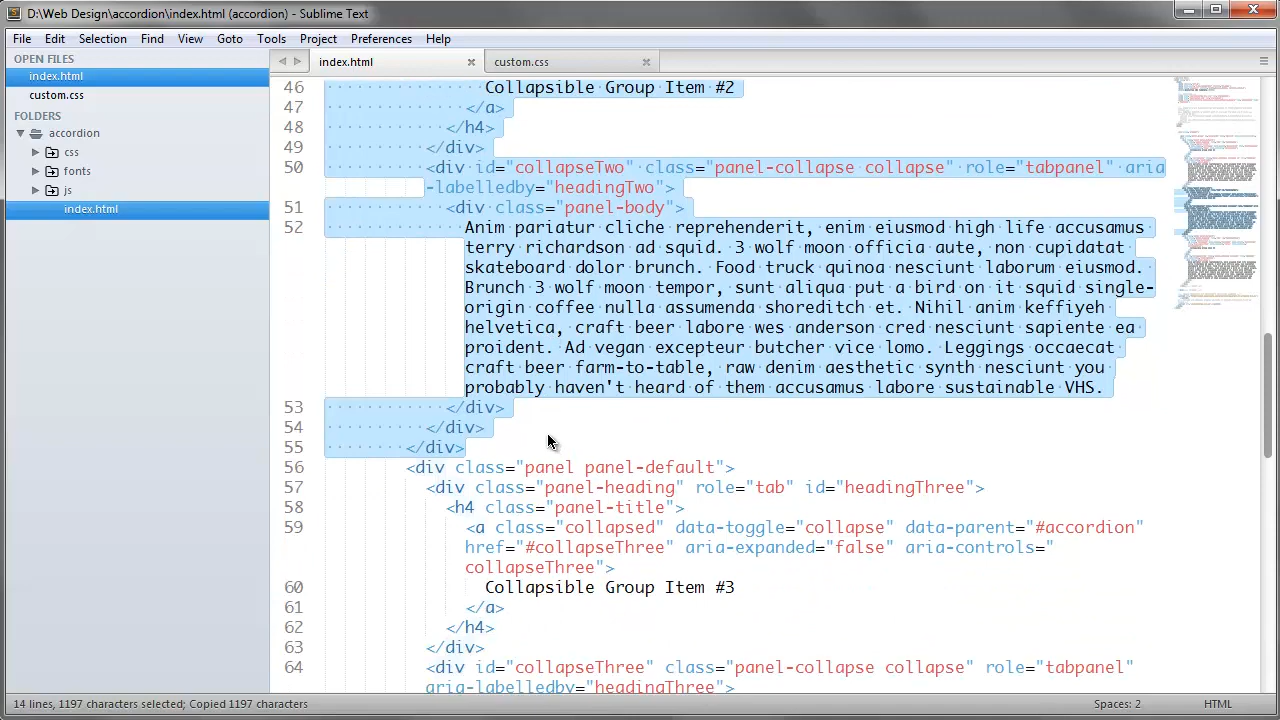 D:\Web Design\accordion\index.html (accordion) - Sublime Text
File Edit Selection Find View Goto Tools Project Preferences Help
OPEN FILES
index.html
custom.css
FOLDERS
accordion
css
fonts
js
index.html
index.html custom.css
46 Collapsible Group Item #2
47 </a>
48 </h4>
49 </div>
50 <div id="collapseTwo" class="panel-collapse collapse" role="tabpanel" aria
-labelledby="headingTwo">
51 <div class="panel-body">
52 Anim pariatur cliche reprehenderit, enim eiusmod high life accusamus
terry richardson ad squid. 3 wolf moon officia aute, non cupidatat
skateboard dolor brunch. Food truck quinoa nesciunt laborum eiusmod.
Brunch 3 wolf moon tempor, sunt aliqua put a bird on it squid single-
origin coffee nulla assumenda shoreditch et. Nihil anim keffiyeh
helvetica, craft beer labore wes anderson cred nesciunt sapiente ea
proident. Ad vegan excepteur butcher vice lomo. Leggings occaecat
craft beer farm-to-table, raw denim aesthetic synth nesciunt you
probably haven't heard of them accusamus labore sustainable VHS.
53 </div>
54 </div>
55 </div>
56 <div class="panel panel-default">
57 <div class="panel-heading" role="tab" id="headingThree">
58 <h4 class="panel-title">
59 <a class="collapsed" data-toggle="collapse" data-parent="#accordion"
href="#collapseThree" aria-expanded="false" aria-controls="
collapseThree">
60 Collapsible Group Item #3
61 </a>
62 </h4>
63 </div>
64 <div id="collapseThree" class="panel-collapse collapse" role="tabpanel"
aria-labelledby="headingThree">
14 lines, 1197 characters selected; Copied 1197 characters Spaces: 2 HTML